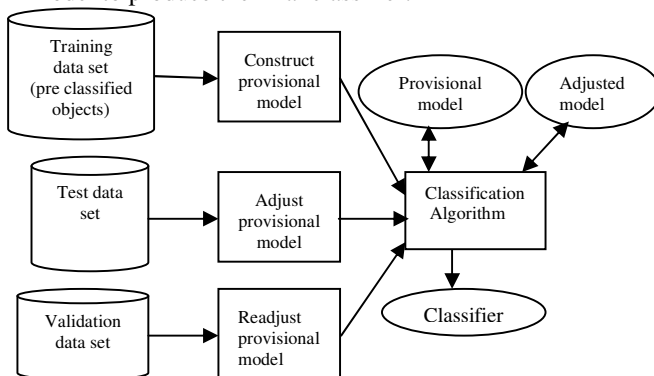 Training
data set
(pre classified
objects)
Construct
provisional
model
Provisional
model
Adjusted
model
Test data
set
Adjust
provisional
model
Classification
Algorithm
Validation
data set
Readjust
provisional
model
Classifier